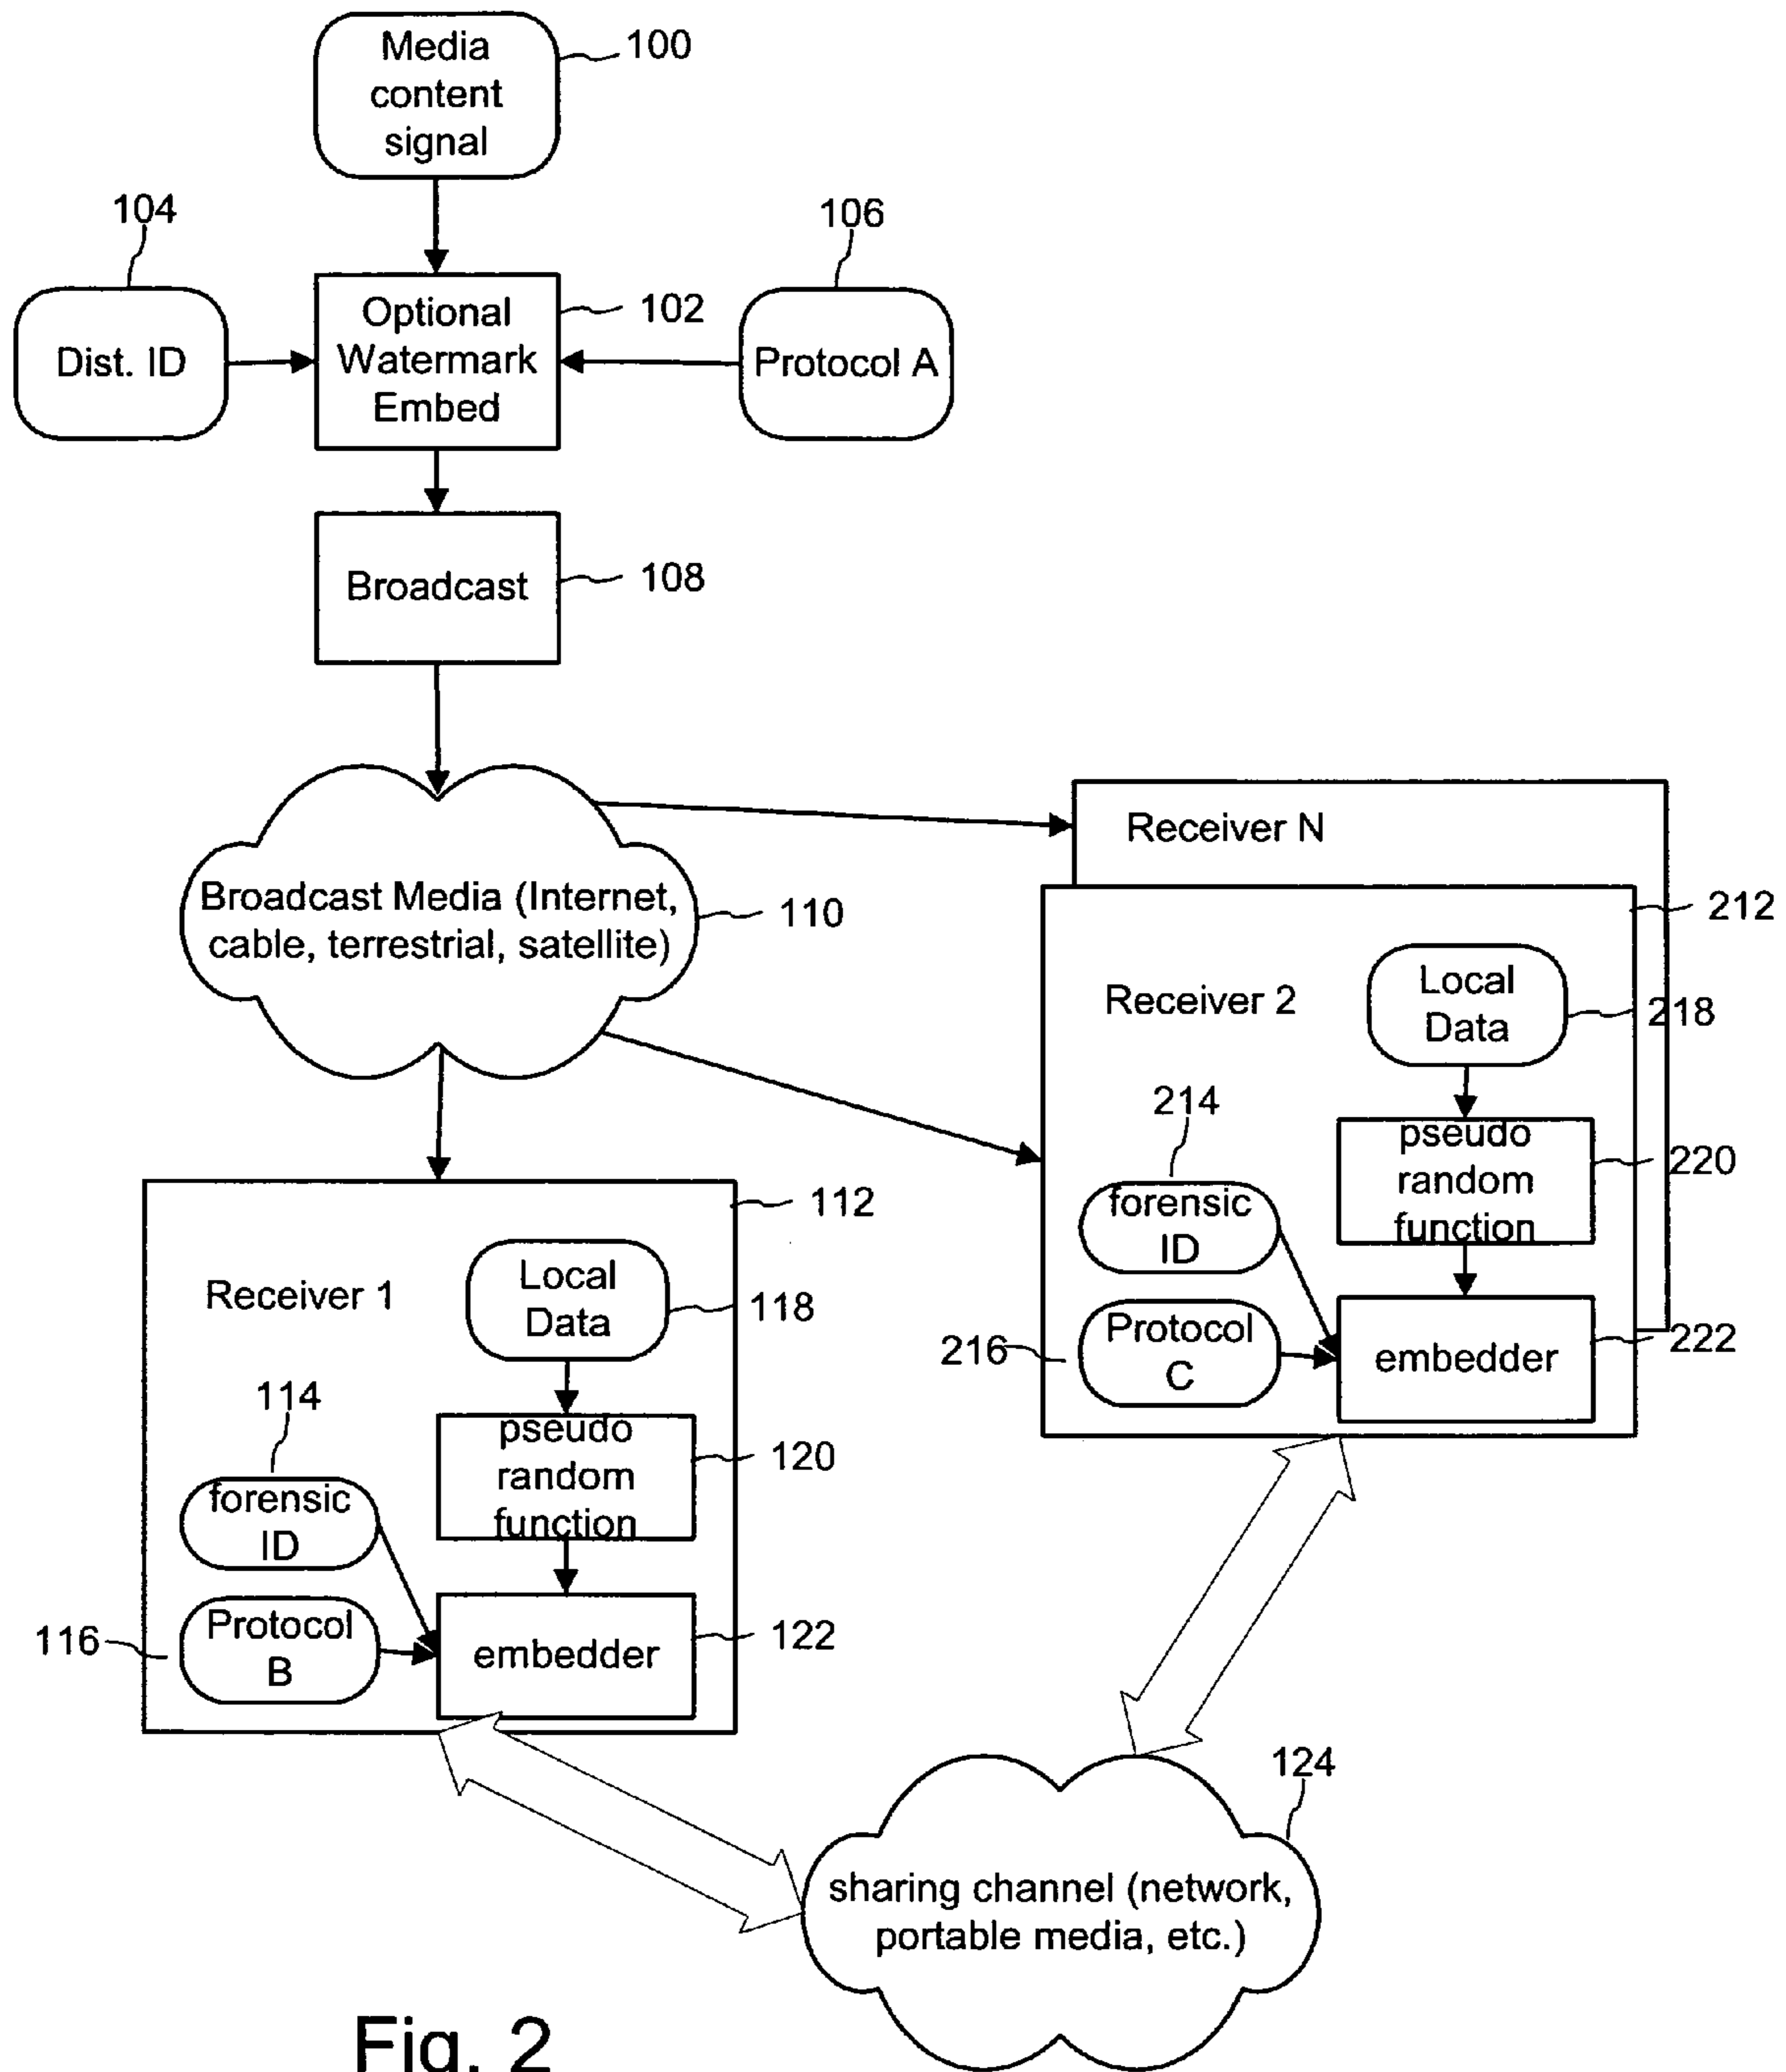 Media
content
signal
100
104
106
Dist. ID
Optional
Watermark
Embed
102
Protocol A
Broadcast
108
Broadcast Media (Internet,
cable, terrestrial, satellite)
110
Receiver N
212
Receiver 2
Local
Data
218
214
pseudo
random
function
220
forensic
ID
216
Protocol
C
embedder
222
112
Receiver 1
Local
Data
118
114
pseudo
random
function
120
forensic
ID
116
Protocol
B
embedder
122
124
sharing channel (network,
portable media, etc.)
Fig. 2